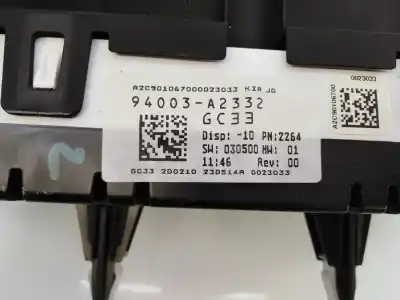 A2C90106700023033 KIA JD
94003-A2332
GC33
Disp: -10 PN:2264
SW: 030500 HW: 01
11:46 Rev: 00
GC33 200210 230514A 0023033
0023033
A2C90106700